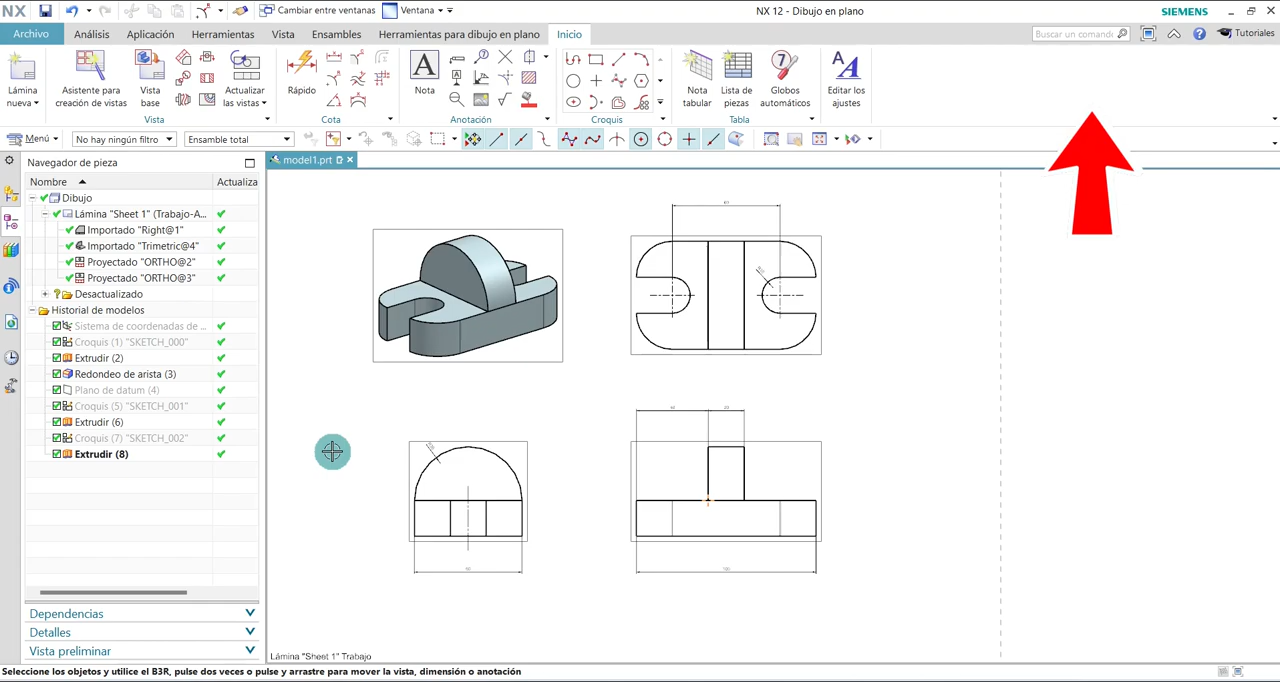 NX Cambiar entre ventanas Ventana NX 12 - Dibujo en plano SIEMENS
Archivo Análisis Aplicación Herramientas Vista Ensambles Herramientas para dibujo en plano Inicio Buscar un comando Tutoriales
Lámina nueva
Asistente para creación de vistas
Vista base
Actualizar las vistas
Rápido
Nota
Nota tabular
Lista de piezas
7
Globos automáticos
Editar los ajustes
Vista Cota Anotación Croquis Tabla
Menú No hay ningún filtro Ensamble total
Navegador de pieza model1.prt
Nombre Actualiza
Dibujo
Lámina "Sheet 1" (Trabajo-A...
Importado "Right@1"
Importado "Trimetric@4"
Proyectado "ORTHO@2"
Proyectado "ORTHO@3"
Desactualizado
Historial de modelos
Sistema de coordenadas de ...
Croquis (1) "SKETCH_000"
Extrudir (2)
Redondeo de arista (3)
Plano de datum (4)
Croquis (5) "SKETCH_001"
Extrudir (6)
Croquis (7) "SKETCH_002"
Extrudir (8)
20
100
Dependencias
Detalles
Vista preliminar
Lámina "Sheet 1" Trabajo
Seleccione los objetos y utilice el B3R, pulse dos veces o pulse y arrastre para mover la vista, dimensión o anotación